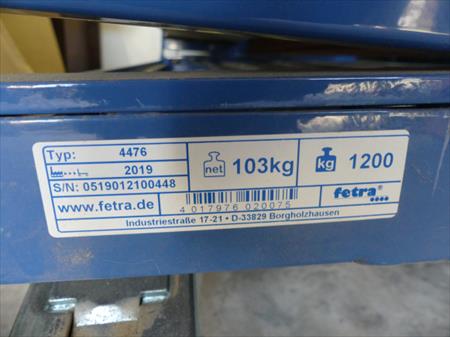 Typ: 4476
2019
S/N: 0519012100448
net 103kg
kg 1200
www.fetra.de
4 017976 020075
fetra
Industriestraße 17-21 • D-33829 Borgholzhausen